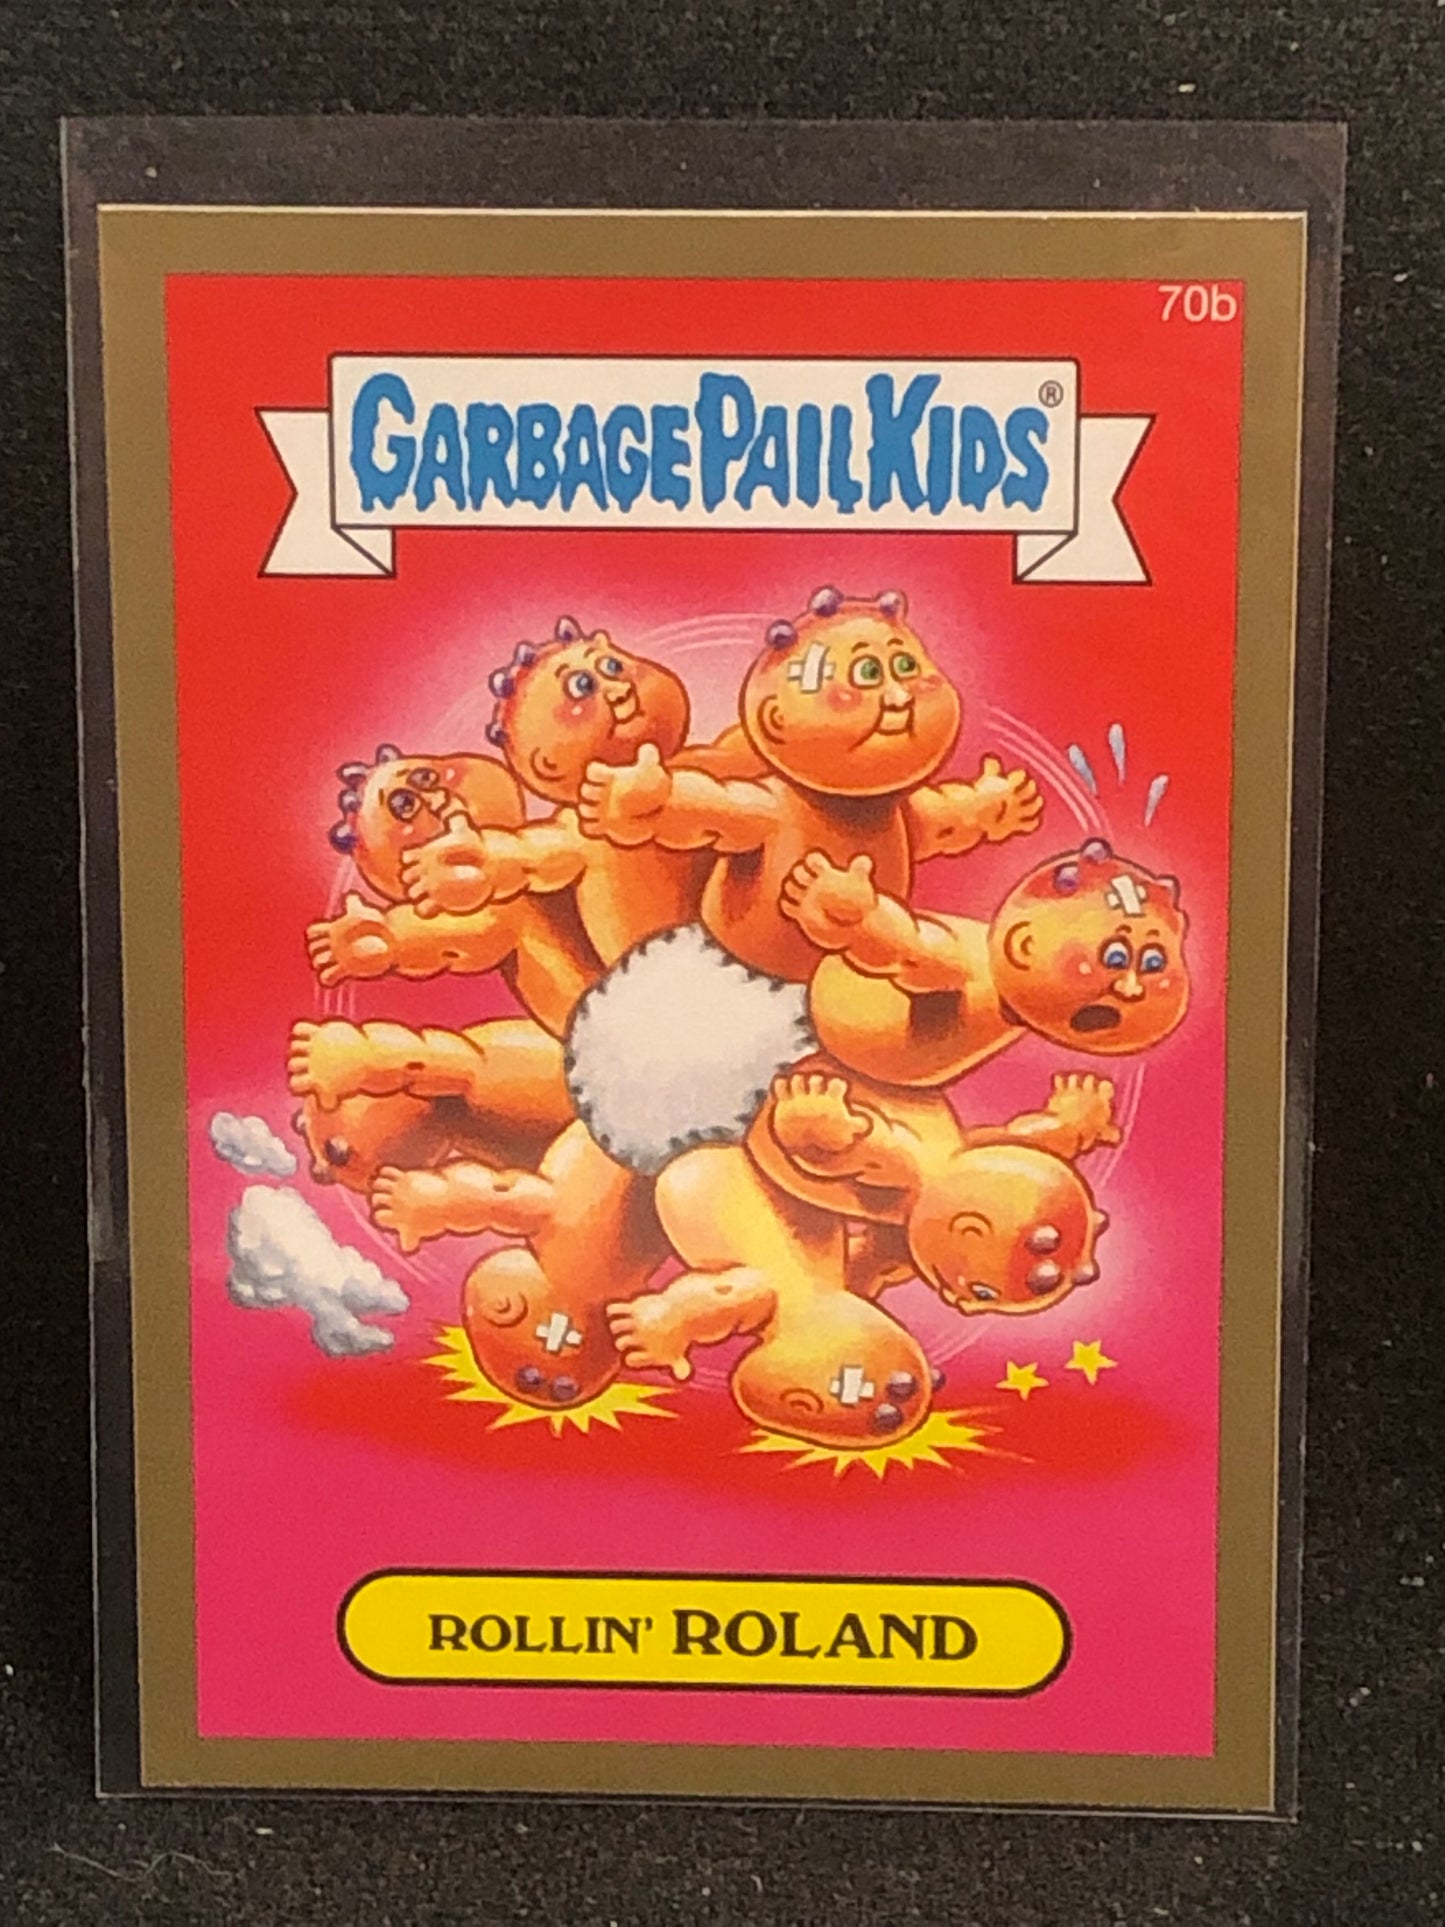 70b
GARBAGE PAIL KIDS®
ROLLIN' ROLAND